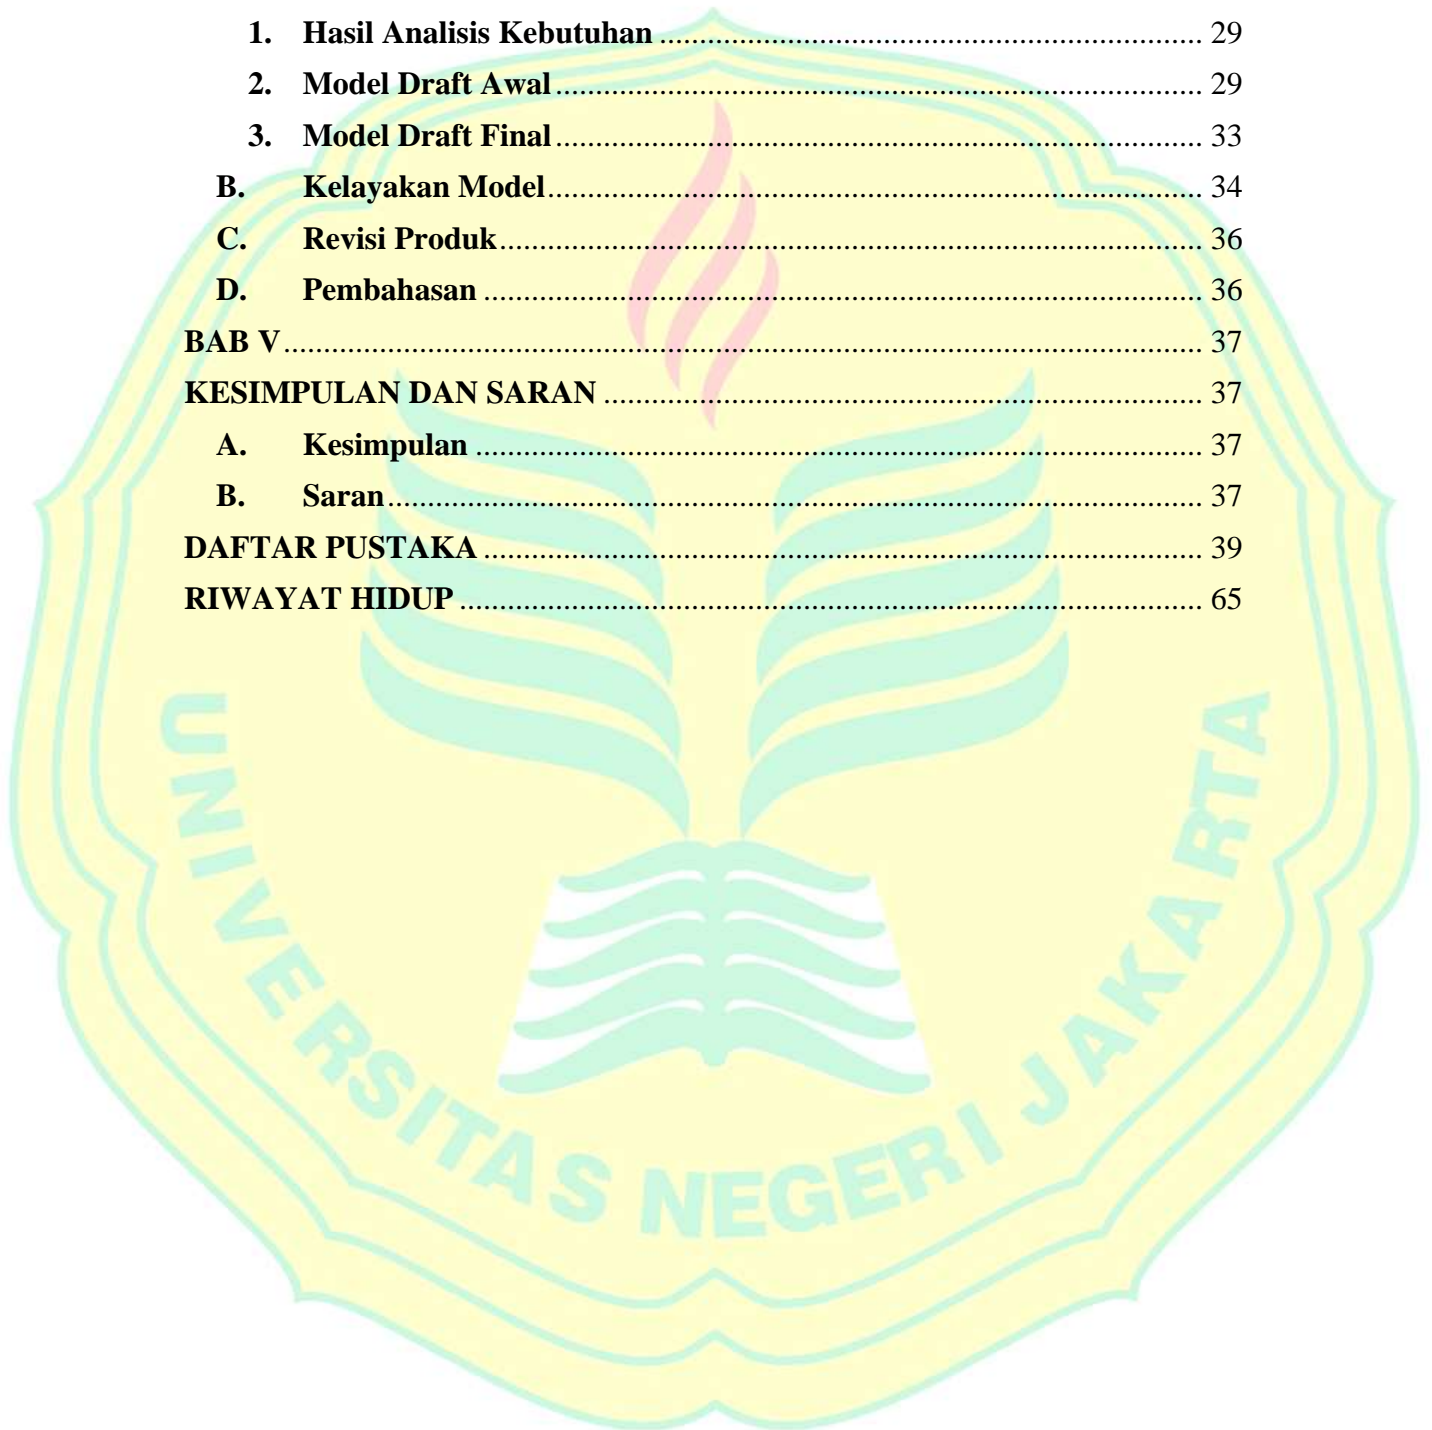 1. Hasil Analisis Kebutuhan ........ 29
2. Model Draft Awal ........ 29
3. Model Draft Final ........ 33
B. Kelayakan Model ........ 34
C. Revisi Produk ........ 36
D. Pembahasan ........ 36
BAB V ........ 37
KESIMPULAN DAN SARAN ........ 37
A. Kesimpulan ........ 37
B. Saran ........ 37
DAFTAR PUSTAKA ........ 39
RIWAYAT HIDUP ........ 65
UNIVERSITAS NEGERI JAKARTA